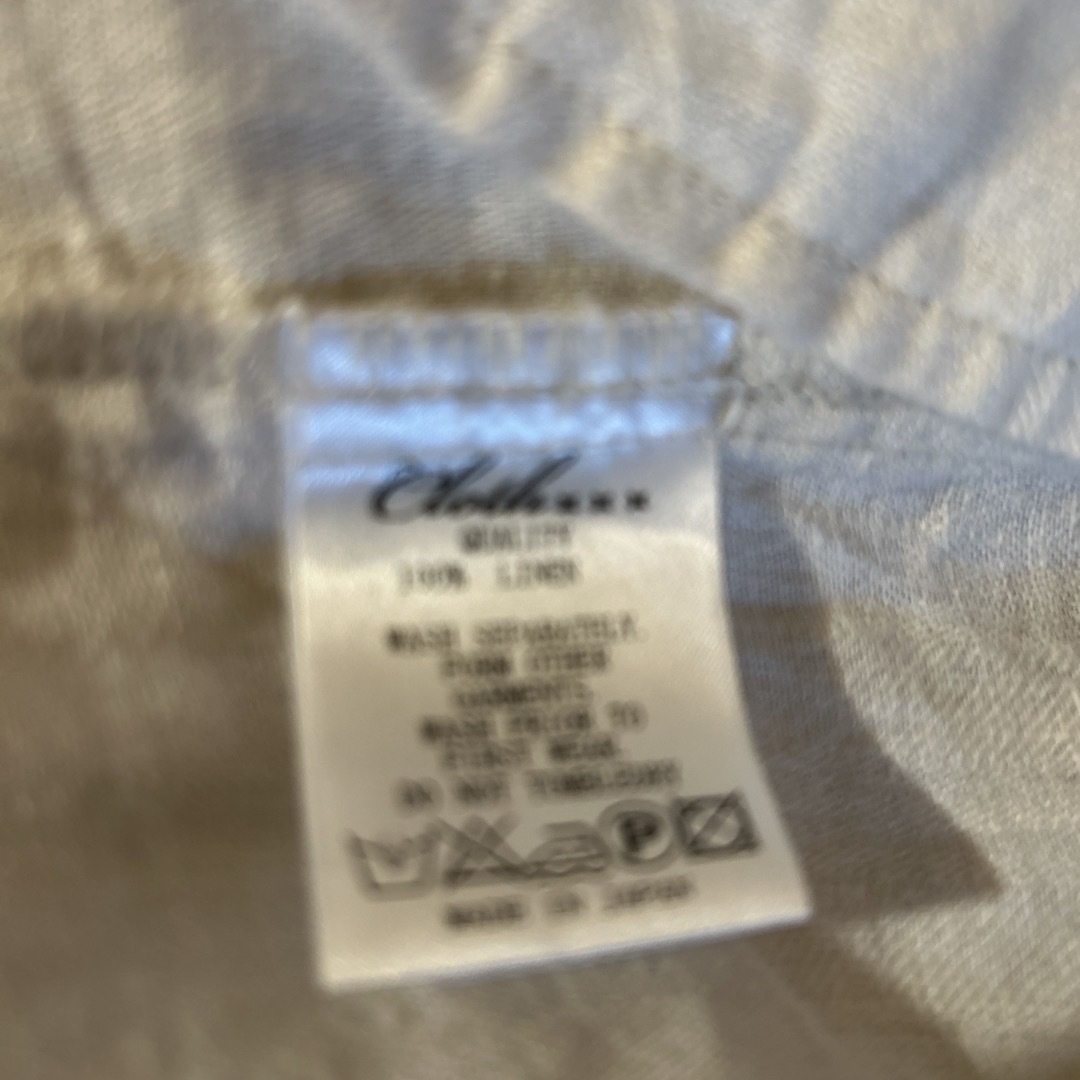 Cloth...
QUALITY
100% LINEN
WASH SEPARATELY
FORM OTHER
GARMENTS.
WASH PRIOR TO
FIRST WEAR
DO NOT TUMBLEDRY
P
MADE IN JAPAN